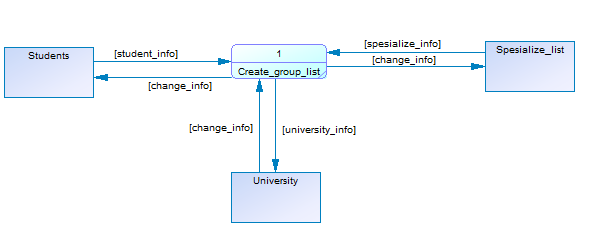 Students
[student_info]
[change_info]
1
Create_group_list
[spesialize_info]
[change_info]
Spesialize_list
[change_info]
[university_info]
University